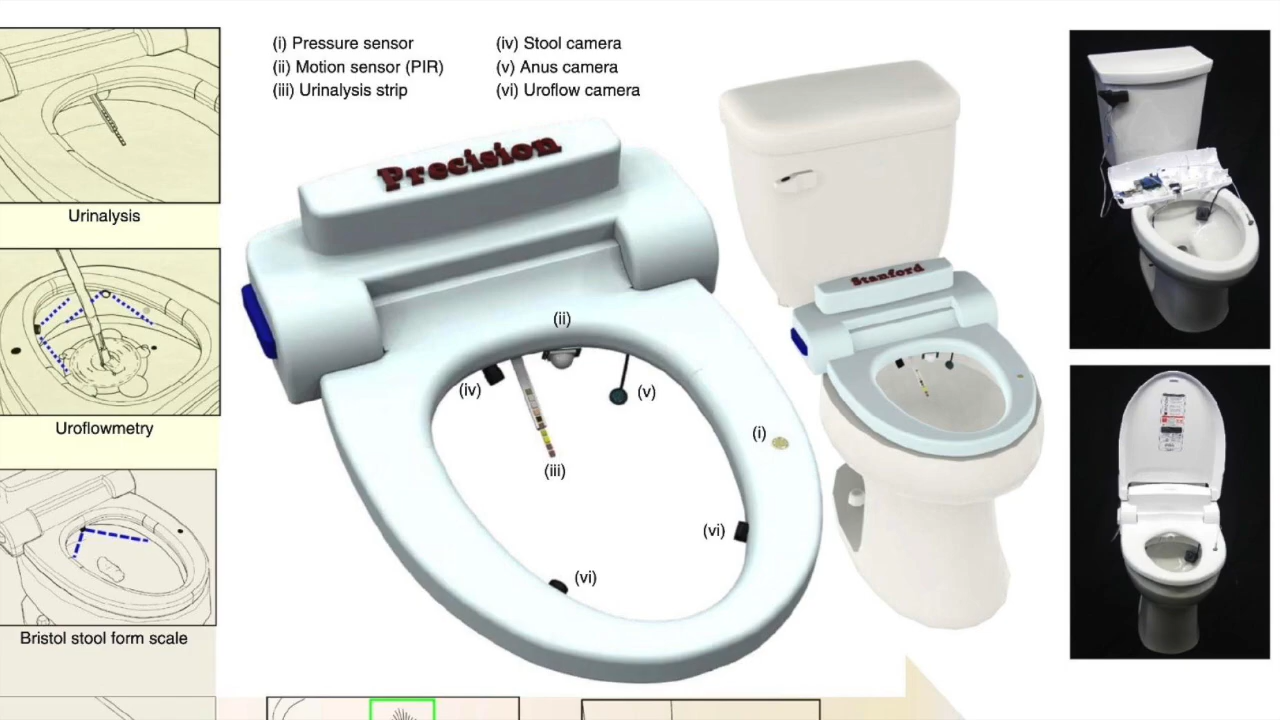 (i) Pressure sensor
(ii) Motion sensor (PIR)
(iii) Urinalysis strip
(iv) Stool camera
(v) Anus camera
(vi) Uroflow camera
Urinalysis
Uroflowmetry
Bristol stool form scale
Precision
(ii)
(iv)
(v)
(iii)
(i)
(vi)
(vi)
Stanford